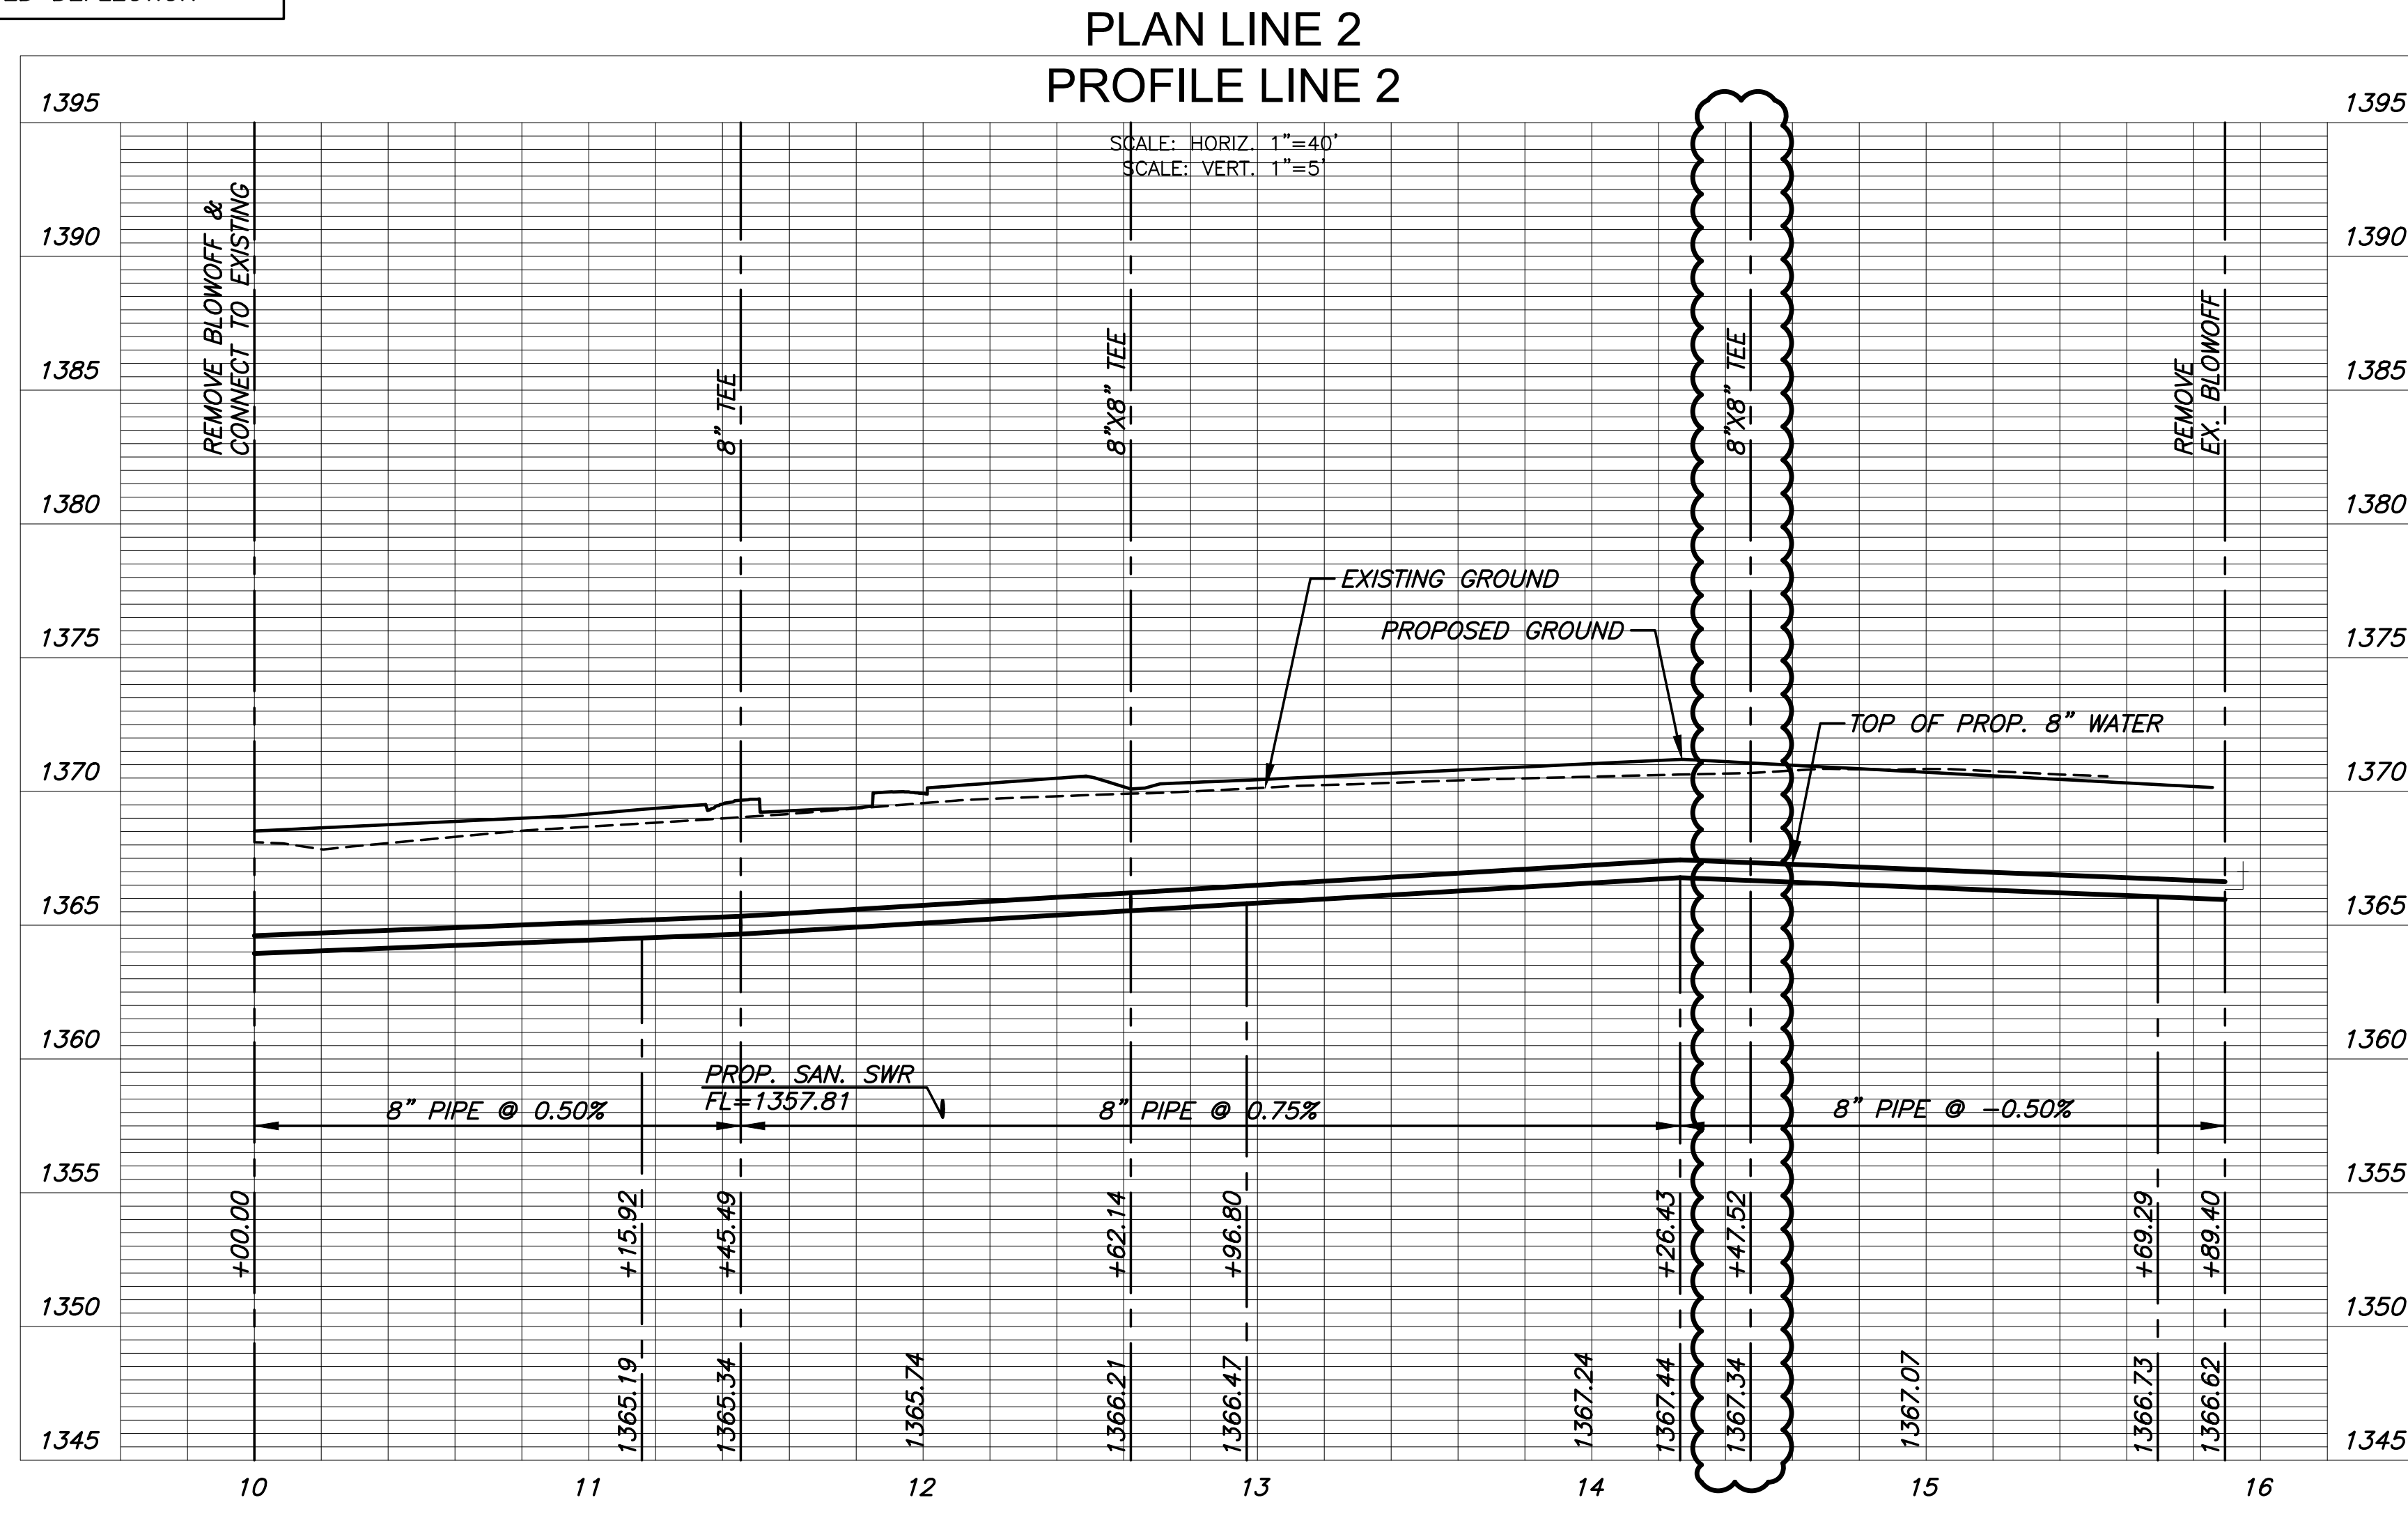 PLAN LINE 2
PROFILE LINE 2
SCALE: HORIZ. 1"=40'
SCALE: VERT. 1"=5'
1395
1395
1390
1390
1385
1385
1380
1380
1375
1375
1370
1370
1365
1365
1360
1360
1355
1355
1350
1350
1345
1345
REMOVE BLOWOFF &
CONNECT TO EXISTING
8" TEE
8"X8" TEE
8"X8" TEE
REMOVE
EX. BLOWOFF
EXISTING GROUND
PROPOSED GROUND
TOP OF PROP. 8" WATER
PROP. SAN. SWR
FL=1357.81
8" PIPE @ 0.50%
8" PIPE @ 0.75%
8" PIPE @ -0.50%
+00.00
+15.92
+45.49
+62.14
+96.80
+26.43
+47.52
+69.29
+89.40
1365.19
1365.34
1365.74
1366.21
1366.47
1367.24
1367.44
1367.34
1367.07
1366.73
1366.62
10
11
12
13
14
15
16